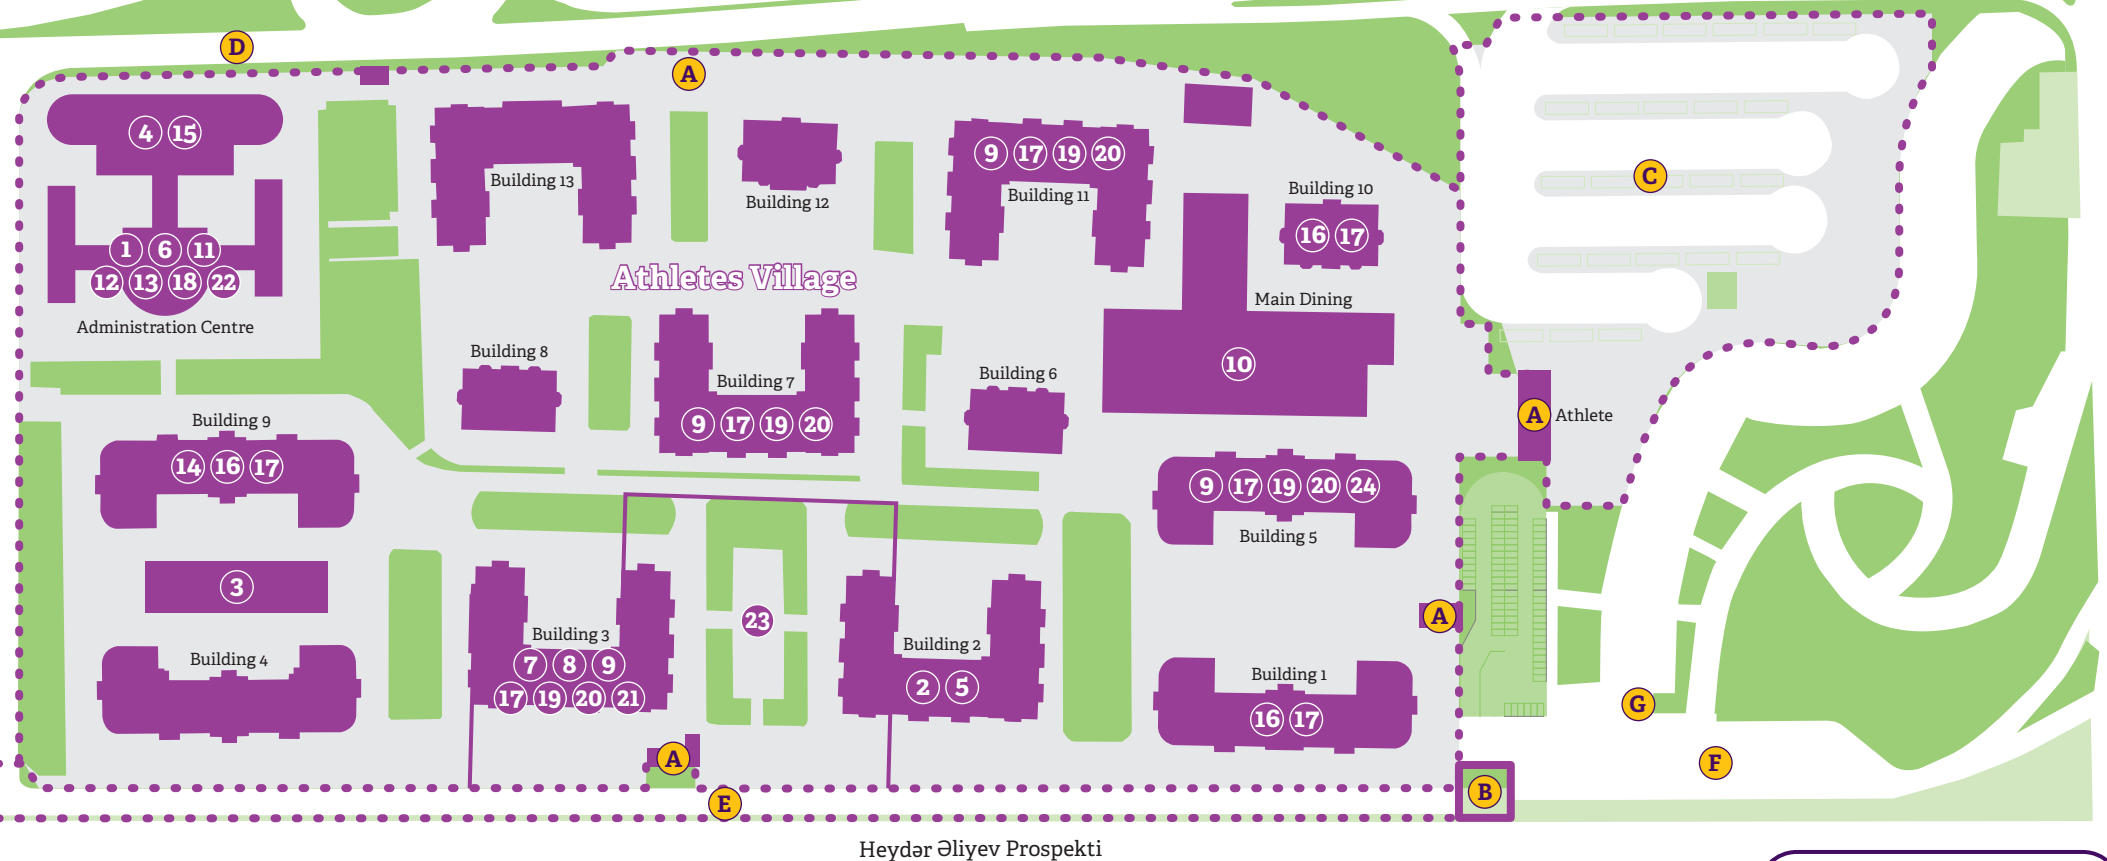 D
A
4 15
Building 13
Building 12
9 17 19 20
Building 11
Building 10
16 17
C
1 6 11
12 13 18 22
Administration Centre
Athletes Village
Main Dining
10
Building 8
Building 7
9 17 19 20
Building 6
A Athlete
Building 9
14 16 17
9 17 19 20 24
Building 5
3
23
A
Building 3
7 8 9
17 19 20 21
Building 2
2 5
Building 4
Building 1
16 17
G
A
F
E
B
Heydər Əliyev Prospekti